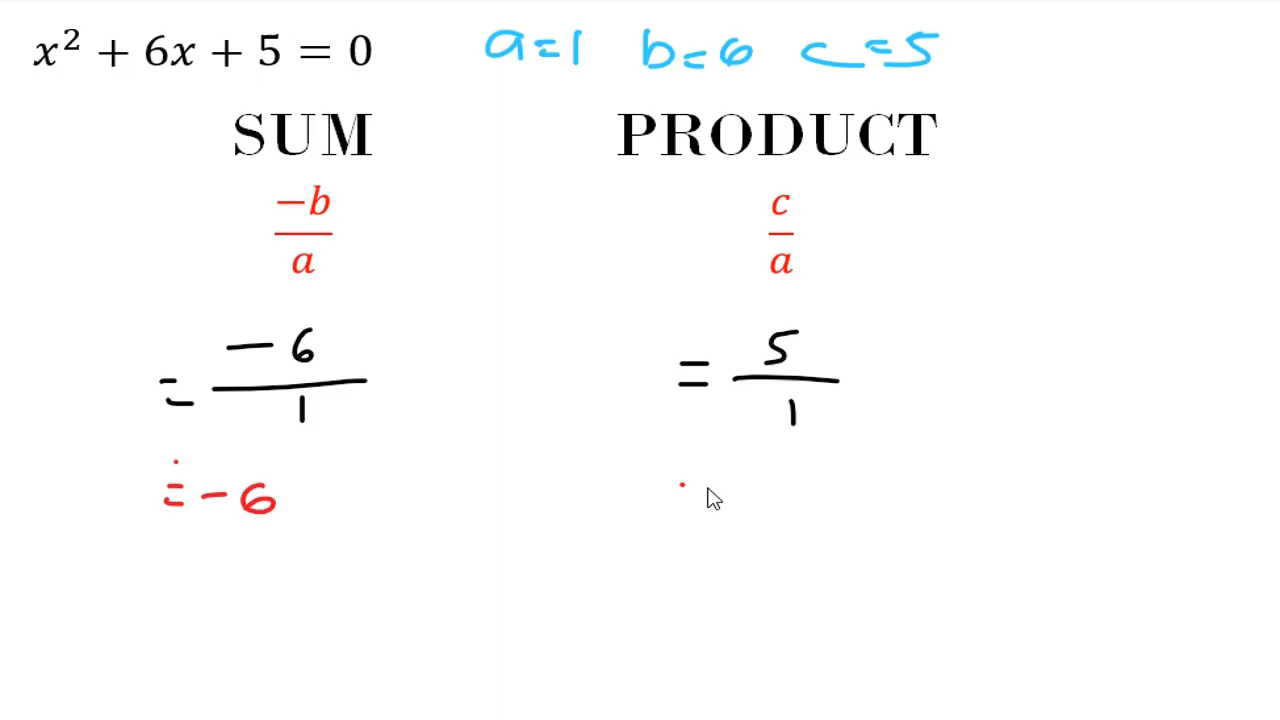 x² + 6x + 5 = 0 a=1 b=6 c=5
SUM PRODUCT
−b/a c/a
= −6/1 = 5/1
= −6